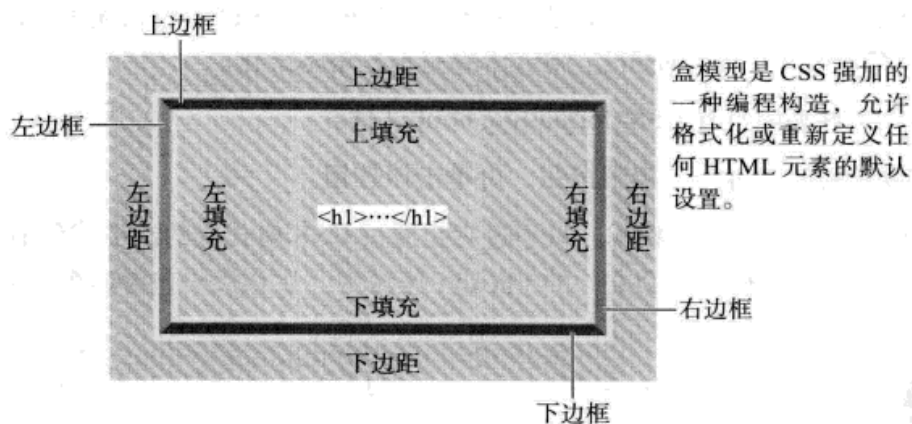 上边框
上边距
左边框
上填充
左边距
左填充
<h1>…</h1>
右填充
右边距
下填充
右边框
下边距
下边框
盒模型是 CSS 强加的
一种编程构造，允许
格式化或重新定义任
何 HTML 元素的默认
设置。